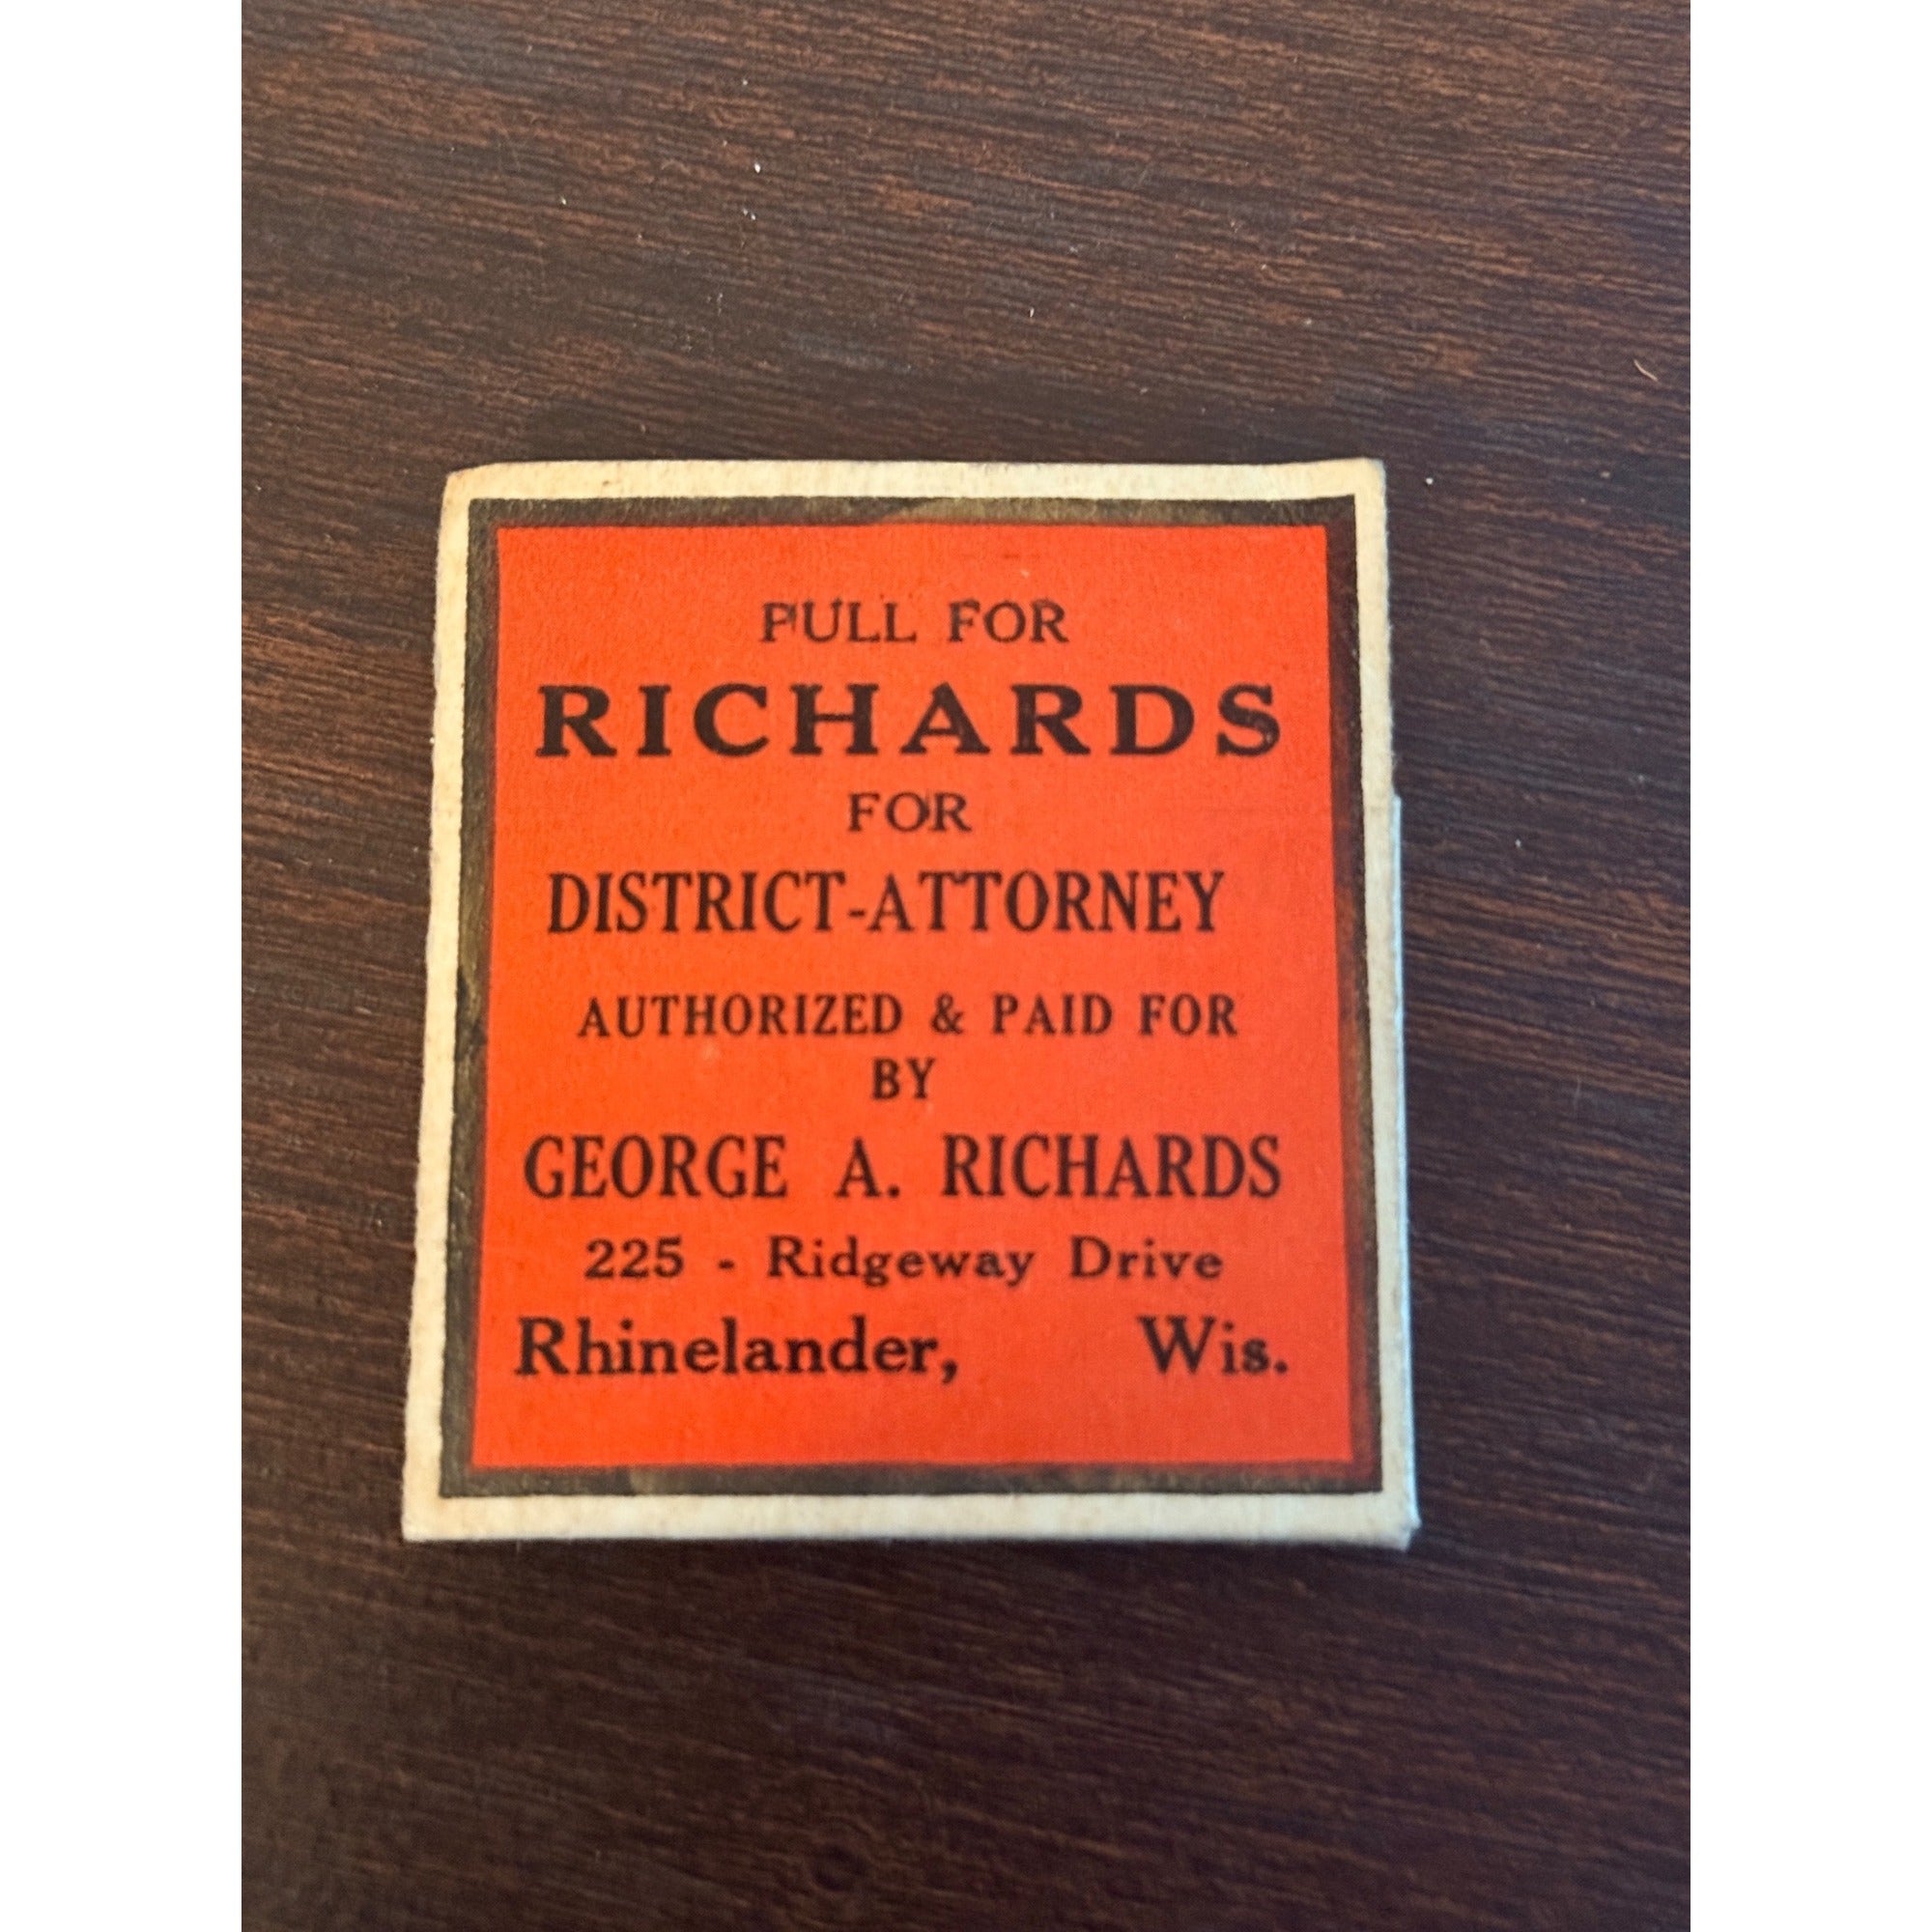 PULL FOR
RICHARDS
FOR
DISTRICT-ATTORNEY
AUTHORIZED & PAID FOR
BY
GEORGE A. RICHARDS
225 - Ridgeway Drive
Rhinelander, Wis.